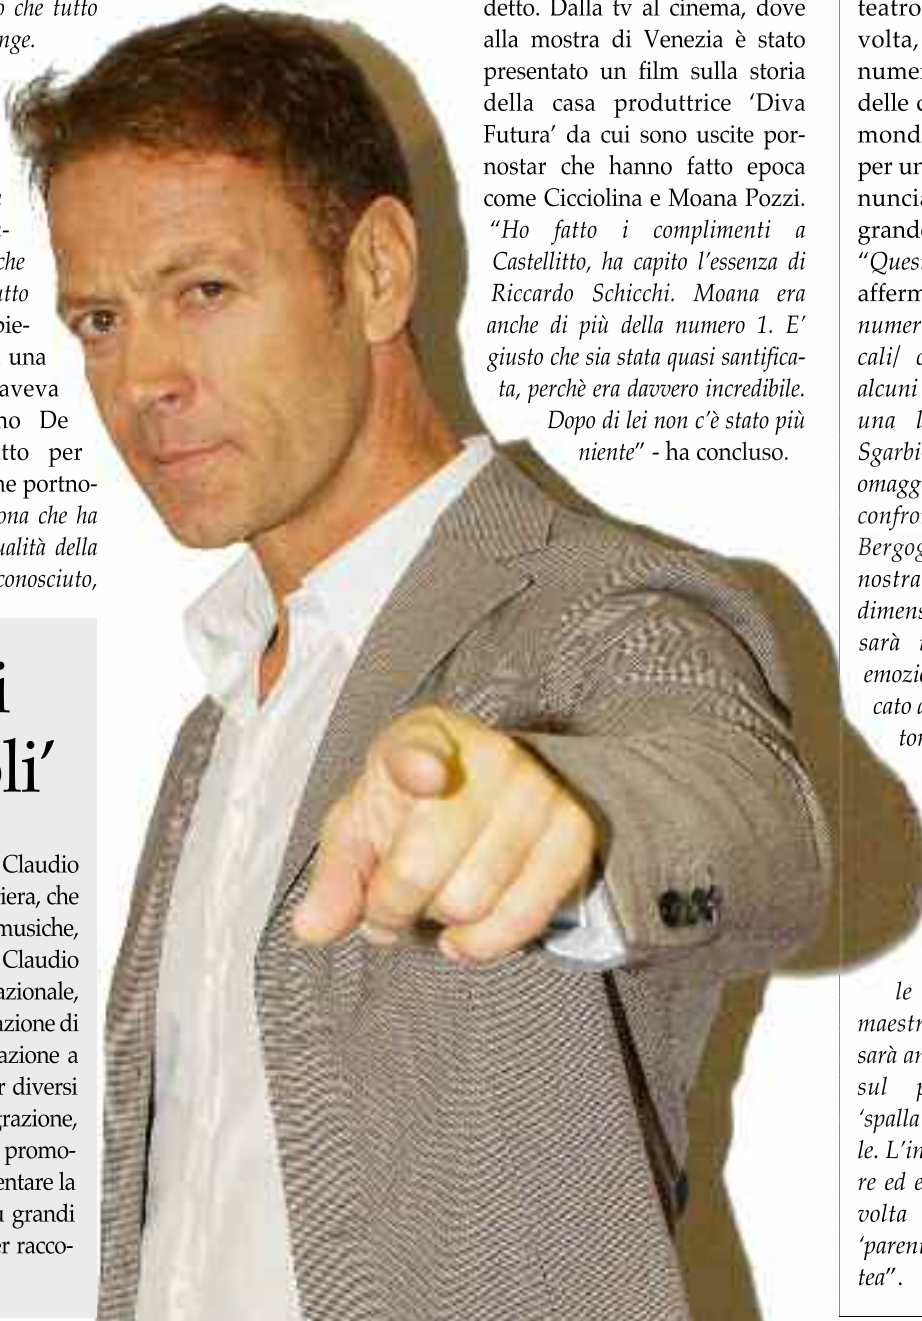 o che tutto
nge.
che
utto
pie-
una
aveva
no De
tto per
ne portno-
ona che ha
ualità della
conosciuto,
i
oli’
Claudio
iera, che
musiche,
Claudio
azionale,
azione di
azione a
r diversi
grazione,
promo-
entare la
ù grandi
er racco-
detto. Dalla tv al cinema, dove
alla mostra di Venezia è stato
presentato un film sulla storia
della casa produttrice ‘Diva
Futura’ da cui sono uscite por-
nostar che hanno fatto epoca
come Cicciolina e Moana Pozzi.
“Ho fatto i complimenti a
Castellitto, ha capito l’essenza di
Riccardo Schicchi. Moana era
anche di più della numero 1. E’
giusto che sia stata quasi santifica-
ta, perchè era davvero incredibile.
Dopo di lei non c’è stato più
niente” - ha concluso.
teatro
volta,
numer
delle c
mond
per un
nuncia
grande
“Ques
afferm
numer
cali/ c
alcuni
una l
Sgarbi
omagg
confro
Bergog
nostra
dimens
sarà
emozio
cato a
tor
le
maestr
sarà an
sul p
‘spalla
le. L’in
re ed e
volta
‘paren
tea”.